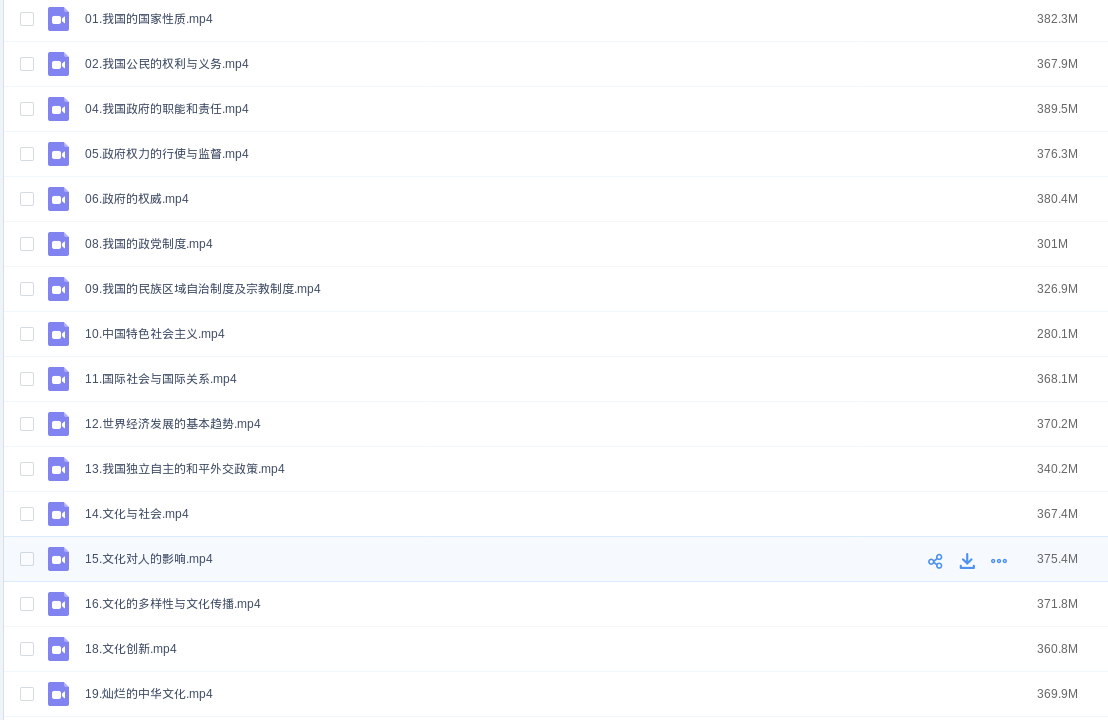 01.我国的国家性质.mp4 382.3M
02.我国公民的权利与义务.mp4 367.9M
04.我国政府的职能和责任.mp4 389.5M
05.政府权力的行使与监督.mp4 376.3M
06.政府的权威.mp4 380.4M
08.我国的政党制度.mp4 301M
09.我国的民族区域自治制度及宗教制度.mp4 326.9M
10.中国特色社会主义.mp4 280.1M
11.国际社会与国际关系.mp4 368.1M
12.世界经济发展的基本趋势.mp4 370.2M
13.我国独立自主的和平外交政策.mp4 340.2M
14.文化与社会.mp4 367.4M
15.文化对人的影响.mp4 375.4M
16.文化的多样性与文化传播.mp4 371.8M
18.文化创新.mp4 360.8M
19.灿烂的中华文化.mp4 369.9M